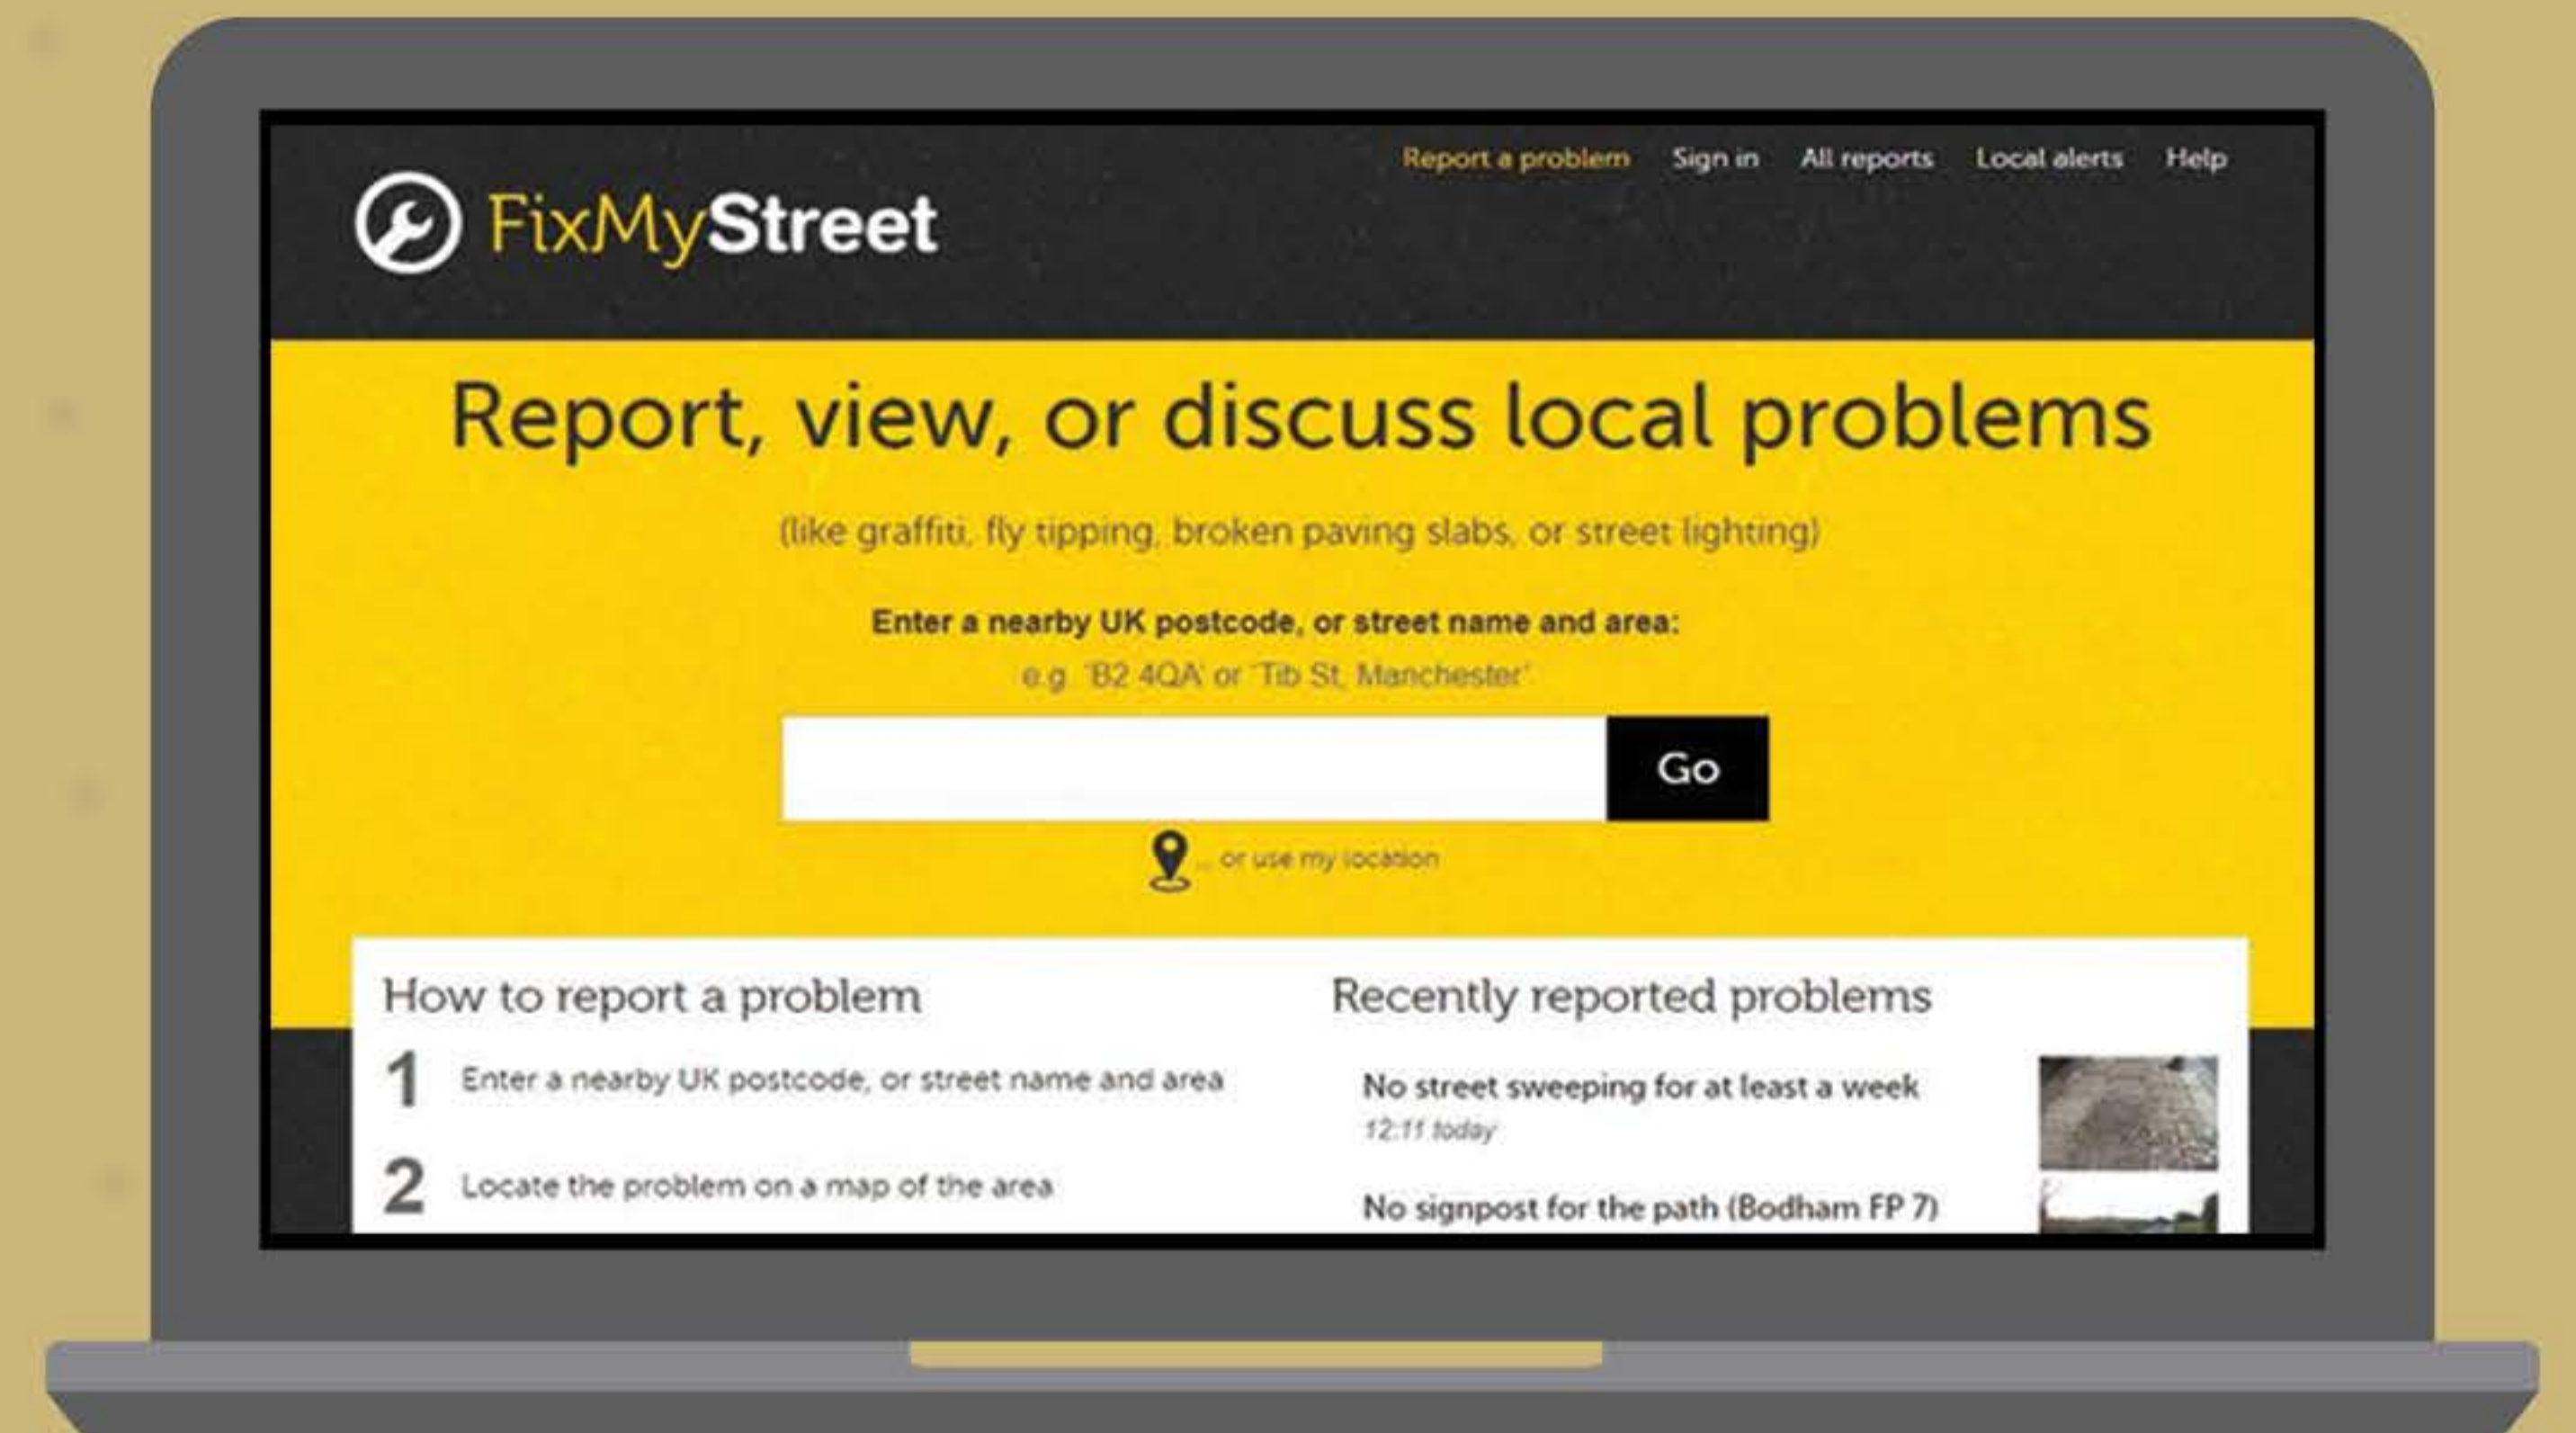 Report a problem Sign in All reports Local alerts Help
FixMyStreet
Report, view, or discuss local problems
(like graffiti, fly tipping, broken paving slabs, or street lighting)
Enter a nearby UK postcode, or street name and area:
e.g. 'B2 4QA' or 'Tib St, Manchester'
Go
... or use my location
How to report a problem
1 Enter a nearby UK postcode, or street name and area
2 Locate the problem on a map of the area
Recently reported problems
No street sweeping for at least a week
12:11 today
No signpost for the path (Bodham FP 7)